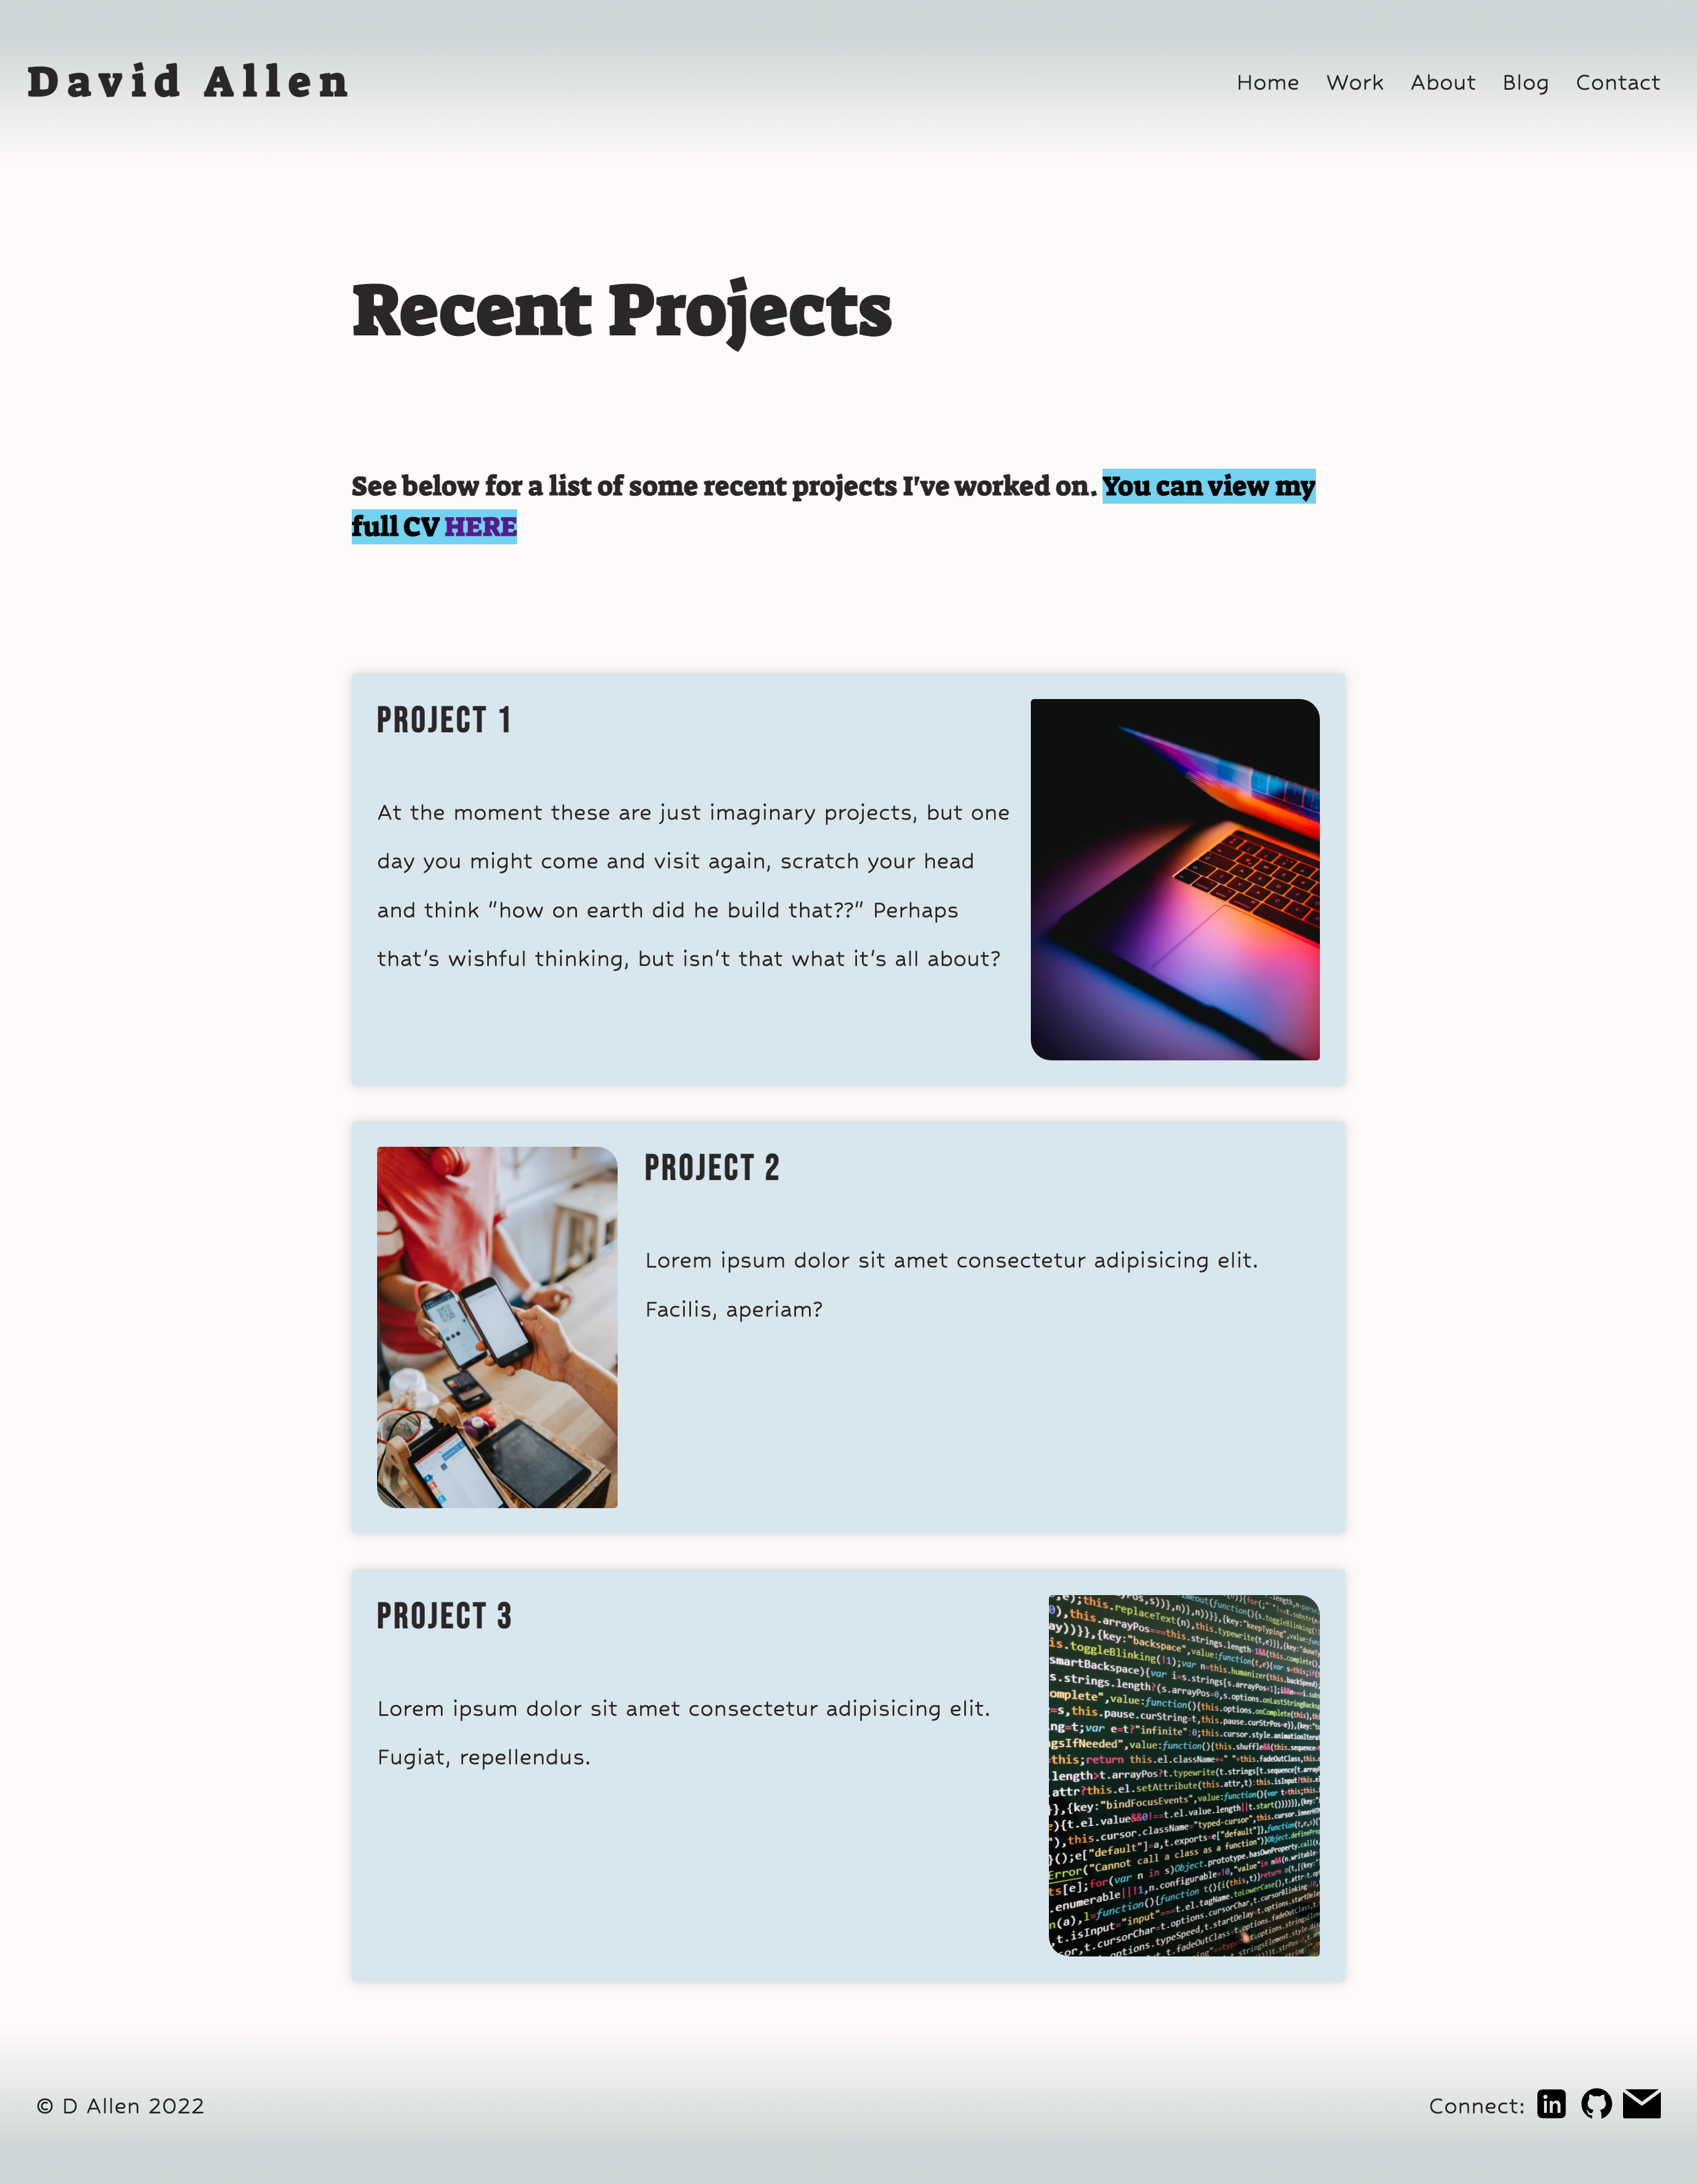 David Allen
Home Work About Blog Contact
Recent Projects
See below for a list of some recent projects I've worked on. You can view my
full CV HERE
PROJECT 1
At the moment these are just imaginary projects, but one
day you might come and visit again, scratch your head
and think "how on earth did he build that??" Perhaps
that's wishful thinking, but isn't that what it's all about?
PROJECT 2
Lorem ipsum dolor sit amet consectetur adipisicing elit.
Facilis, aperiam?
PROJECT 3
Lorem ipsum dolor sit amet consectetur adipisicing elit.
Fugiat, repellendus.
© D Allen 2022
Connect: